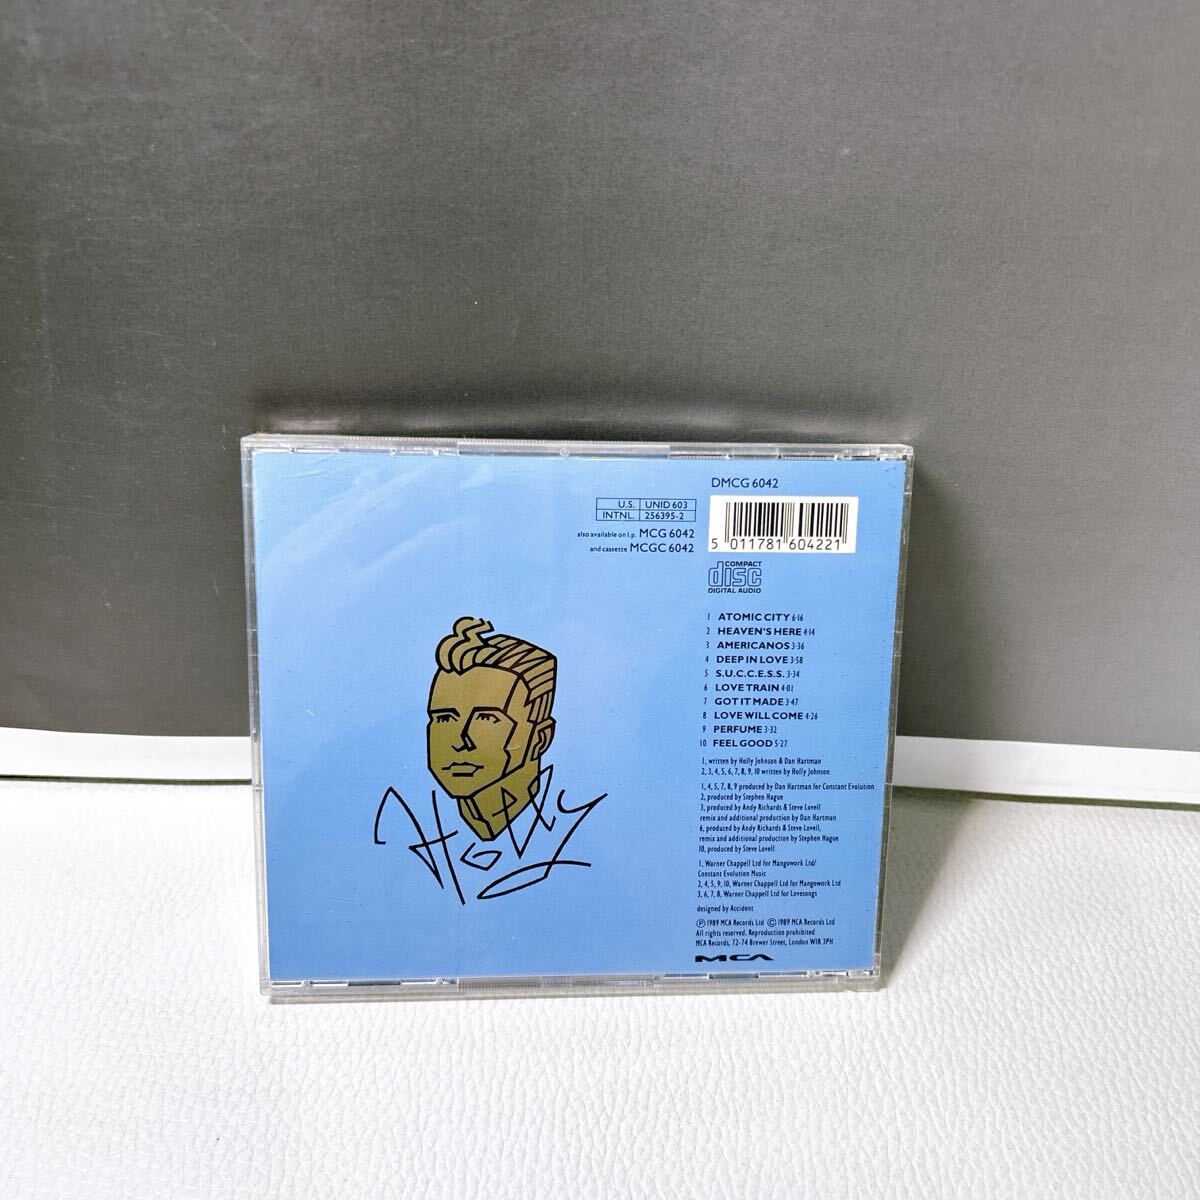 DMCG 6042
U.S. UNID 603
INTNL. 256395-2
also available on l.p. MCG 6042
and cassette MCGC 6042
5 011781 604221
COMPACT
disc
DIGITAL AUDIO
1 ATOMIC CITY 6·16
2 HEAVEN'S HERE 4·14
3 AMERICANOS 3·36
4 DEEP IN LOVE 3·58
5 S.U.C.C.E.S.S. 3·34
6 LOVE TRAIN 4·01
7 GOT IT MADE 3·47
8 LOVE WILL COME 4·26
9 PERFUME 3·32
10 FEEL GOOD 5·27
1, written by Holly Johnson & Dan Hartman
2, 3, 4, 5, 6, 7, 8, 9, 10 written by Holly Johnson
1, 4, 5, 7, 8, 9 produced by Dan Hartman for Constant Evolution
2, produced by Stephen Hague
3, produced by Andy Richards & Steve Lovell
remix and additional production by Dan Hartman
6, produced by Andy Richards & Steve Lovell,
remix and additional production by Stephen Hague
10, produced by Steve Lovell
1, Warner Chappell Ltd for Mangowork Ltd/
Constant Evolution Music
2, 4, 5, 9, 10, Warner Chappell Ltd for Mangowork Ltd
3, 6, 7, 8, Warner Chappell Ltd for Lovesongs
designed by Accident
Ⓟ 1989 MCA Records Ltd © 1989 MCA Records Ltd
All rights reserved. Reproduction prohibited
MCA Records, 72-74 Brewer Street, London W1R 3PH
MCA
Holly